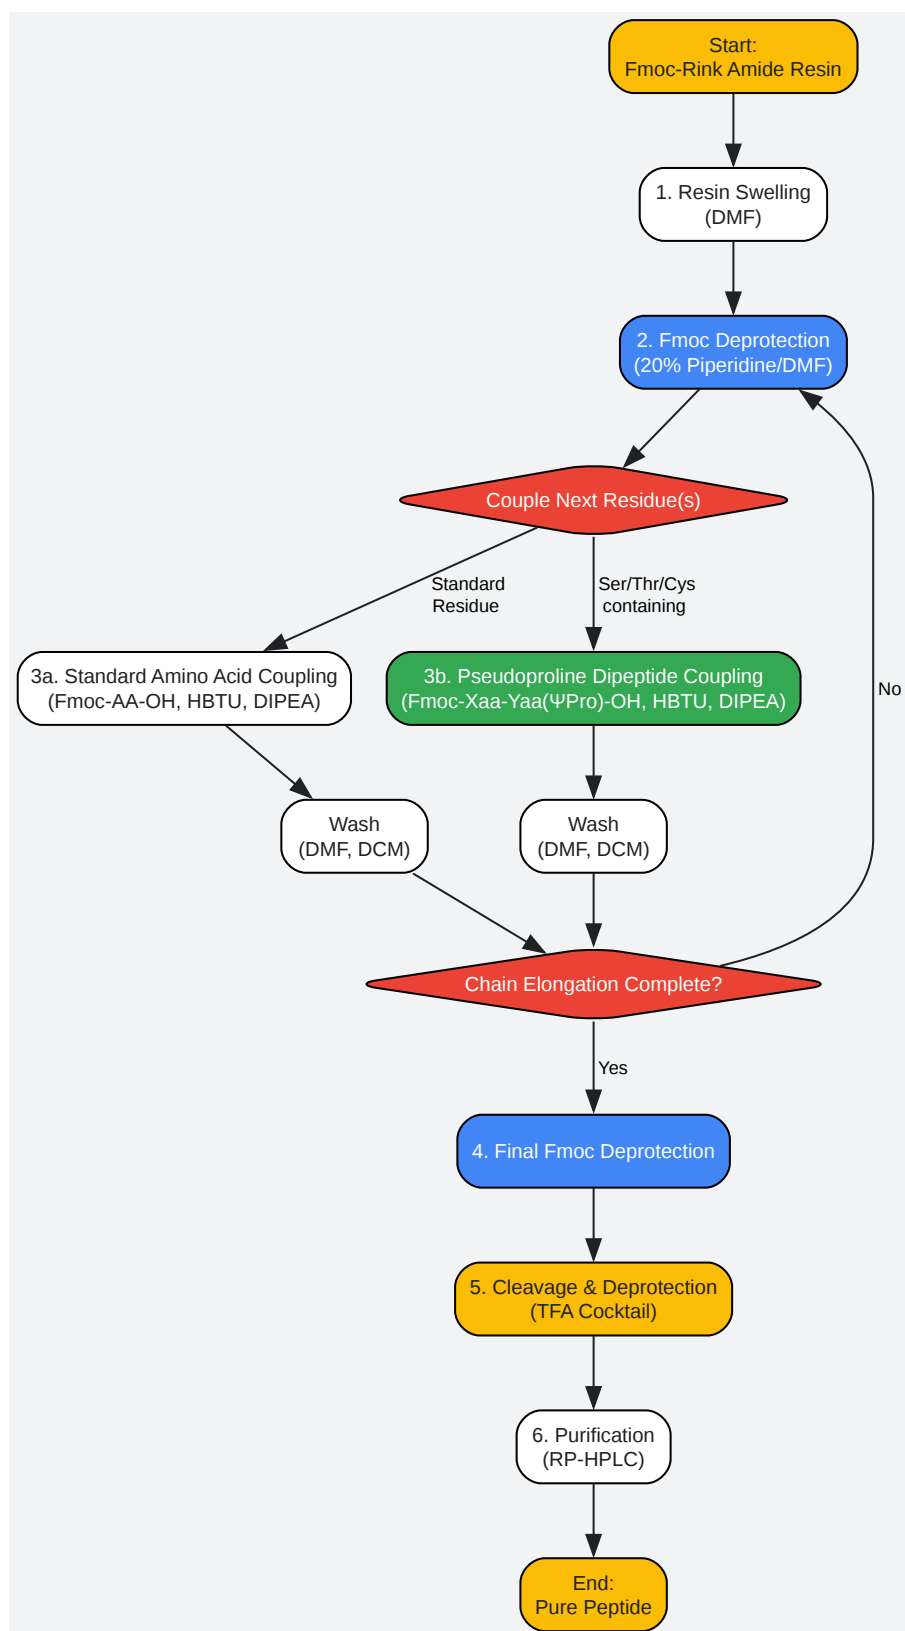 Start:
Fmoc-Rink Amide Resin
1. Resin Swelling
(DMF)
2. Fmoc Deprotection
(20% Piperidine/DMF)
Couple Next Residue(s)
Standard
Residue
Ser/Thr/Cys
containing
3a. Standard Amino Acid Coupling
(Fmoc-AA-OH, HBTU, DIPEA)
3b. Pseudoproline Dipeptide Coupling
(Fmoc-Xaa-Yaa(ΨPro)-OH, HBTU, DIPEA)
No
Wash
(DMF, DCM)
Wash
(DMF, DCM)
Chain Elongation Complete?
Yes
4. Final Fmoc Deprotection
5. Cleavage & Deprotection
(TFA Cocktail)
6. Purification
(RP-HPLC)
End:
Pure Peptide